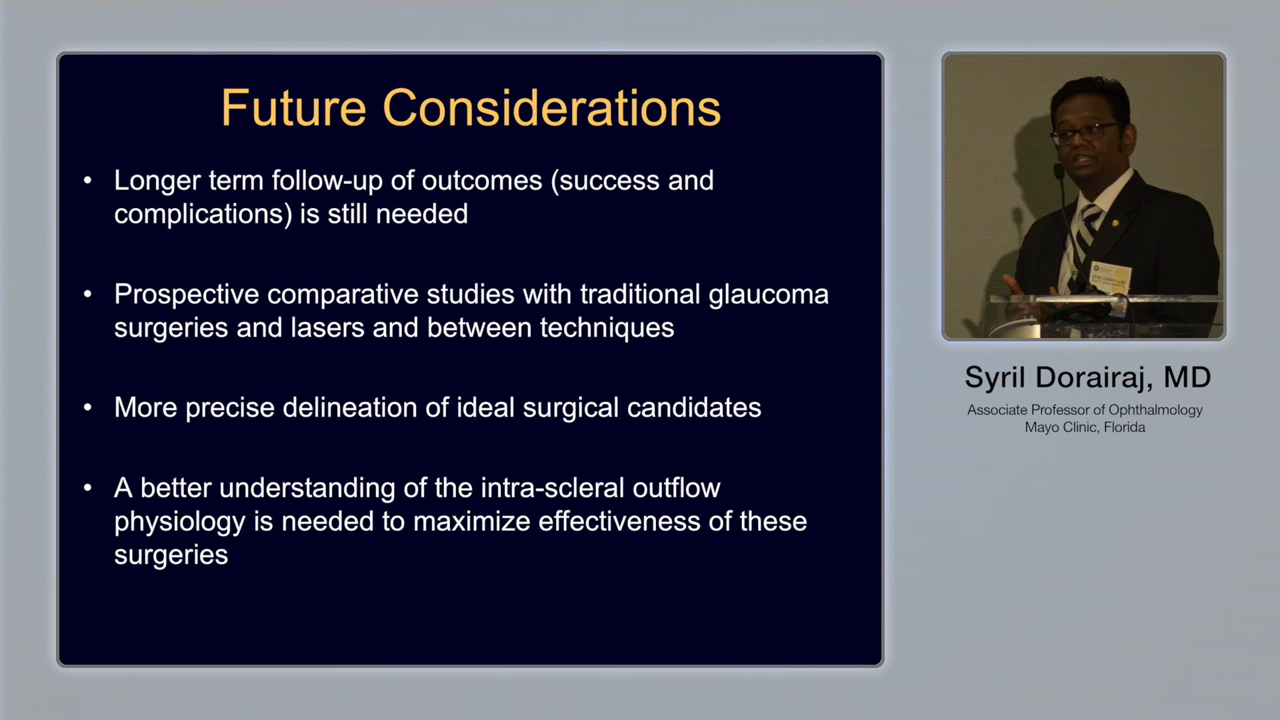 Future Considerations
• Longer term follow-up of outcomes (success and
complications) is still needed
• Prospective comparative studies with traditional glaucoma
surgeries and lasers and between techniques
• More precise delineation of ideal surgical candidates
• A better understanding of the intra-scleral outflow
physiology is needed to maximize effectiveness of these
surgeries
Syril Dorairaj, MD
Associate Professor of Ophthalmology
Mayo Clinic, Florida